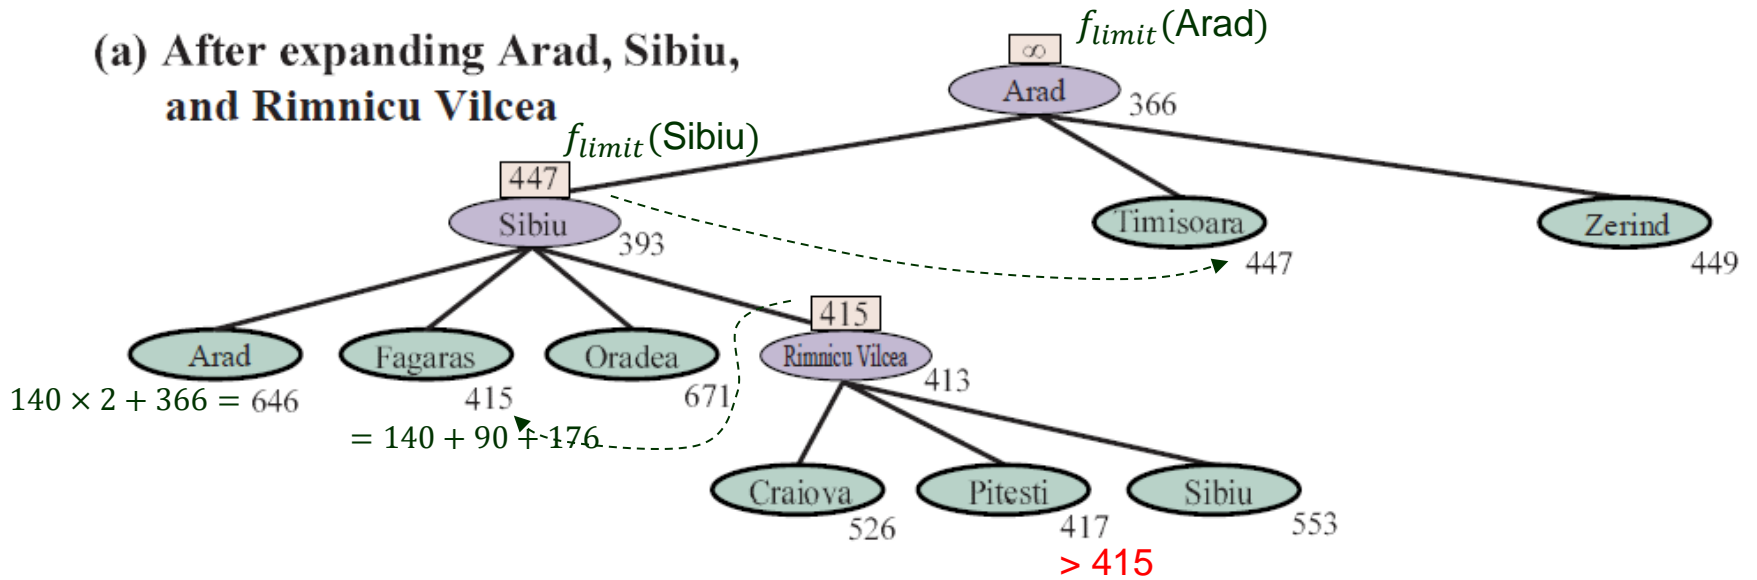 (a) After expanding Arad, Sibiu,
and Rimnicu Vilcea
f_limit(Arad)
∞
Arad
366
f_limit(Sibiu)
447
Sibiu
393
Timisoara
447
Zerind
449
415
Arad
Fagaras
Oradea
Rimnicu Vilcea
413
140 × 2 + 366 = 646
415
671
= 140 + 90 + 176
Craiova
Pitesti
Sibiu
526
417
553
> 415